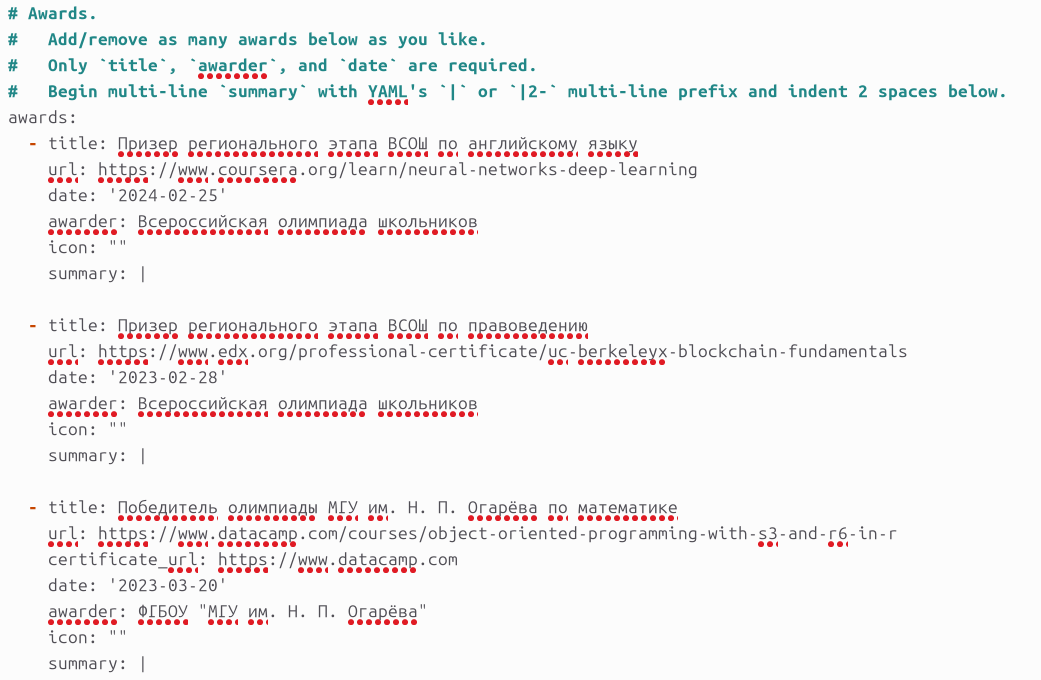 # Awards.
#   Add/remove as many awards below as you like.
#   Only `title`, `awarder`, and `date` are required.
#   Begin multi-line `summary` with YAML's `|` or `|2-` multi-line prefix and indent 2 spaces below.
awards:
  - title: Призер регионального этапа ВСОШ по английскому языку
    url: https://www.coursera.org/learn/neural-networks-deep-learning
    date: '2024-02-25'
    awarder: Всероссийская олимпиада школьников
    icon: ""
    summary: |
  - title: Призер регионального этапа ВСОШ по правоведению
    url: https://www.edx.org/professional-certificate/uc-berkeleyx-blockchain-fundamentals
    date: '2023-02-28'
    awarder: Всероссийская олимпиада школьников
    icon: ""
    summary: |
  - title: Победитель олимпиады МГУ им. Н. П. Огарёва по математике
    url: https://www.datacamp.com/courses/object-oriented-programming-with-s3-and-r6-in-r
    certificate_url: https://www.datacamp.com
    date: '2023-03-20'
    awarder: ФГБОУ "МГУ им. Н. П. Огарёва"
    icon: ""
    summary: |